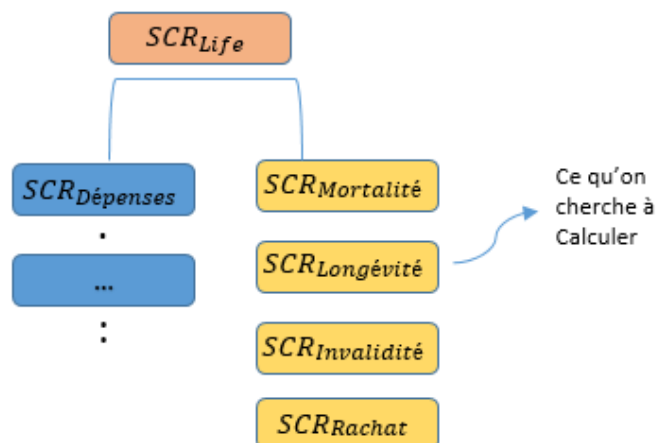 SCR_Life
SCR_Dépenses
.
...
⋮
SCR_Mortalité
SCR_Longévité
SCR_Invalidité
SCR_Rachat
Ce qu'on
cherche à
Calculer